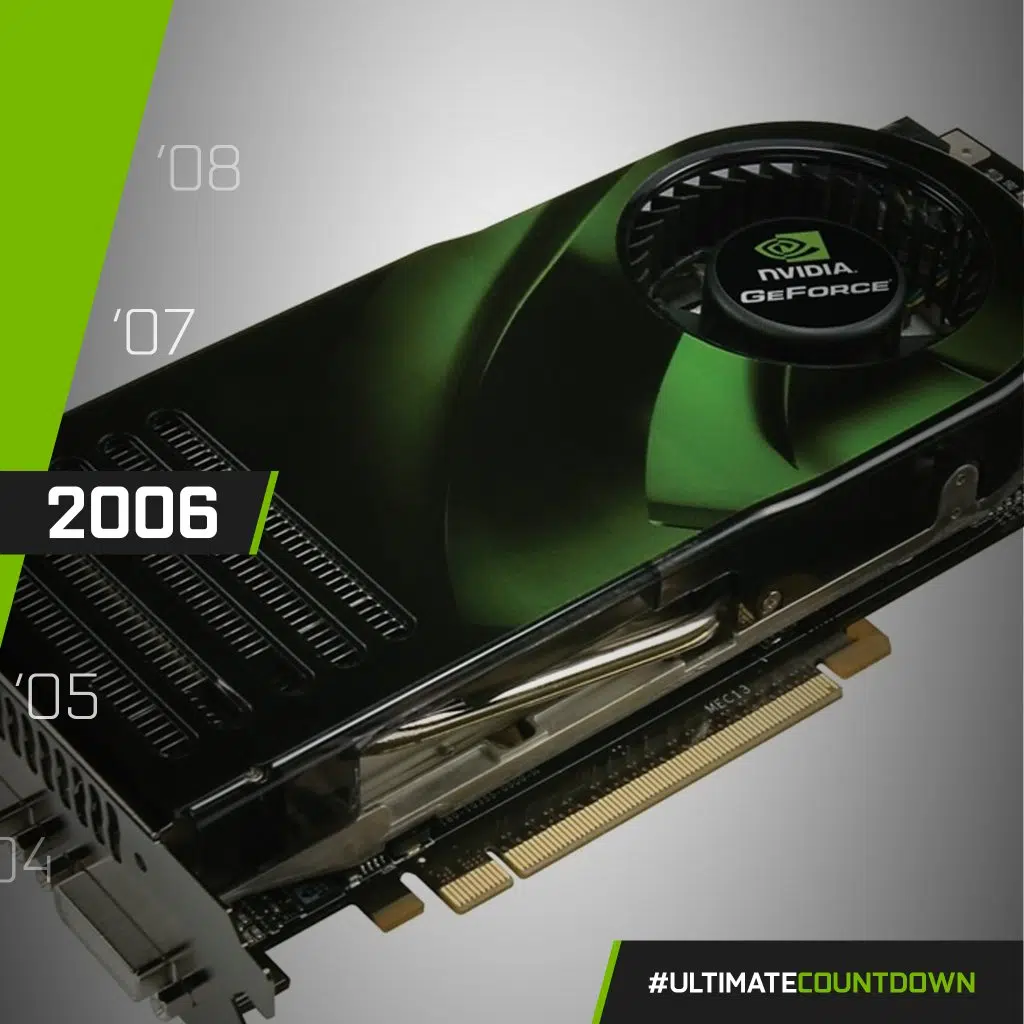 '08
NVIDIA.
GEFORCE
'07
2006
'05
MEC13
04
#ULTIMATECOUNTDOWN